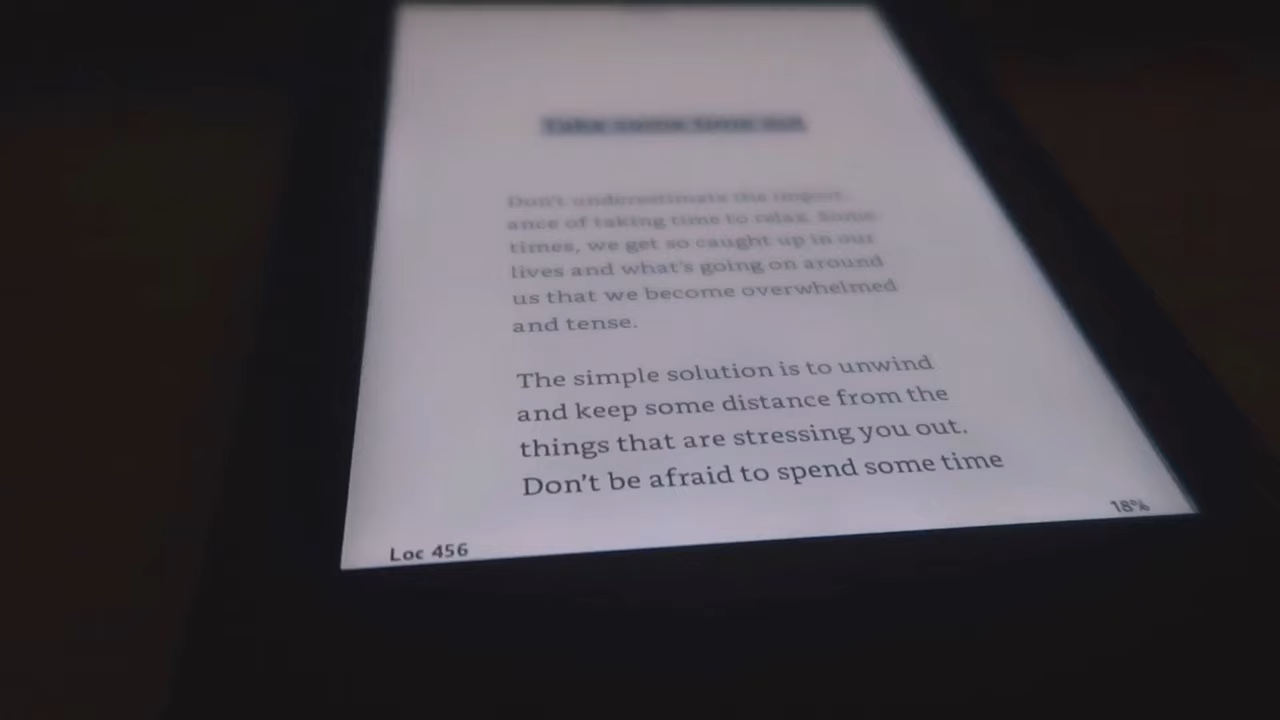 Take some time out
Don't underestimate the import-
ance of taking time to relax. Some-
times, we get so caught up in our
lives and what's going on around
us that we become overwhelmed
and tense.
The simple solution is to unwind
and keep some distance from the
things that are stressing you out.
Don't be afraid to spend some time
Loc 456
18%